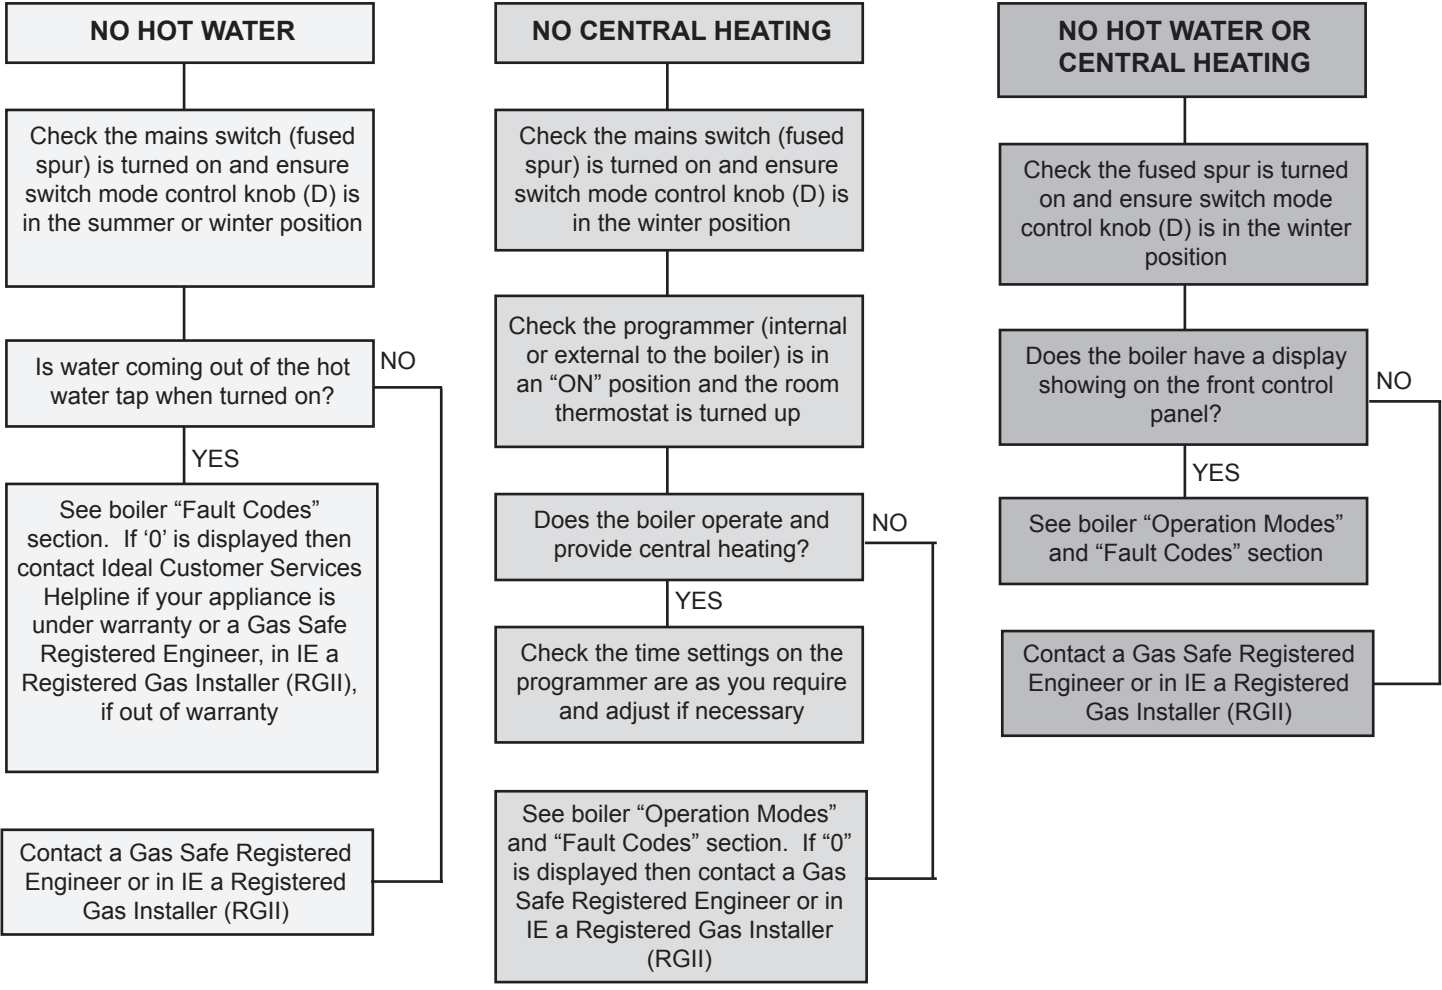 NO HOT WATER
Check the mains switch (fused
spur) is turned on and ensure
switch mode control knob (D) is
in the summer or winter position
Is water coming out of the hot
water tap when turned on?
NO
YES
See boiler “Fault Codes”
section.  If ‘0’ is displayed then
contact Ideal Customer Services
Helpline if your appliance is
under warranty or a Gas Safe
Registered Engineer, in IE a
Registered Gas Installer (RGII),
if out of warranty
Contact a Gas Safe Registered
Engineer or in IE a Registered
Gas Installer (RGII)
NO CENTRAL HEATING
Check the mains switch (fused
spur) is turned on and ensure
switch mode control knob (D) is
in the winter position
Check the programmer (internal
or external to the boiler) is in
an “ON” position and the room
thermostat is turned up
Does the boiler operate and
provide central heating?
NO
YES
Check the time settings on the
programmer are as you require
and adjust if necessary
See boiler “Operation Modes”
and “Fault Codes” section.  If “0”
is displayed then contact a Gas
Safe Registered Engineer or in
IE a Registered Gas Installer
(RGII)
NO HOT WATER OR
CENTRAL HEATING
Check the fused spur is turned
on and ensure switch mode
control knob (D) is in the winter
position
Does the boiler have a display
showing on the front control
panel?
NO
YES
See boiler “Operation Modes”
and “Fault Codes” section
Contact a Gas Safe Registered
Engineer or in IE a Registered
Gas Installer (RGII)